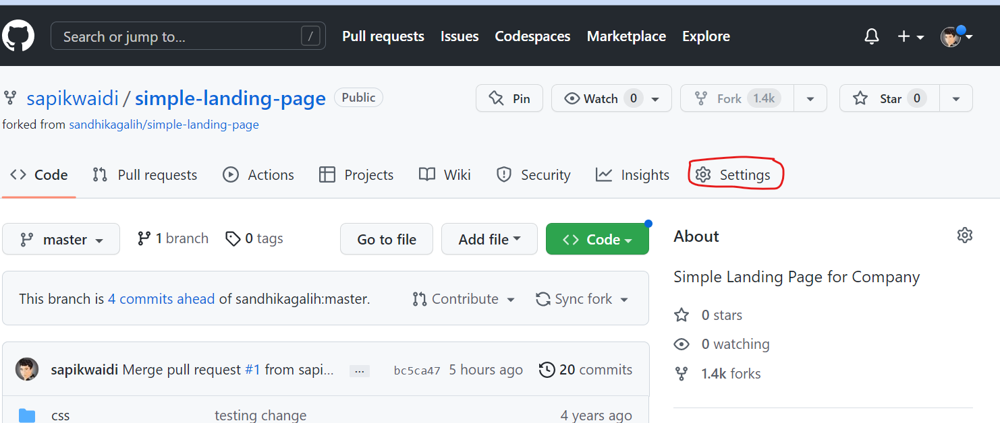 Search or jump to... / Pull requests Issues Codespaces Marketplace Explore
sapikwaidi / simple-landing-page Public Pin Watch 0 Fork 1.4k Star 0
forked from sandhikagalih/simple-landing-page
Code Pull requests Actions Projects Wiki Security Insights Settings
master 1 branch 0 tags Go to file Add file Code
About
Simple Landing Page for Company
This branch is 4 commits ahead of sandhikagalih:master. Contribute Sync fork
0 stars
0 watching
1.4k forks
sapikwaidi Merge pull request #1 from sapi... ... bc5ca47 5 hours ago 20 commits
css testing change 4 years ago